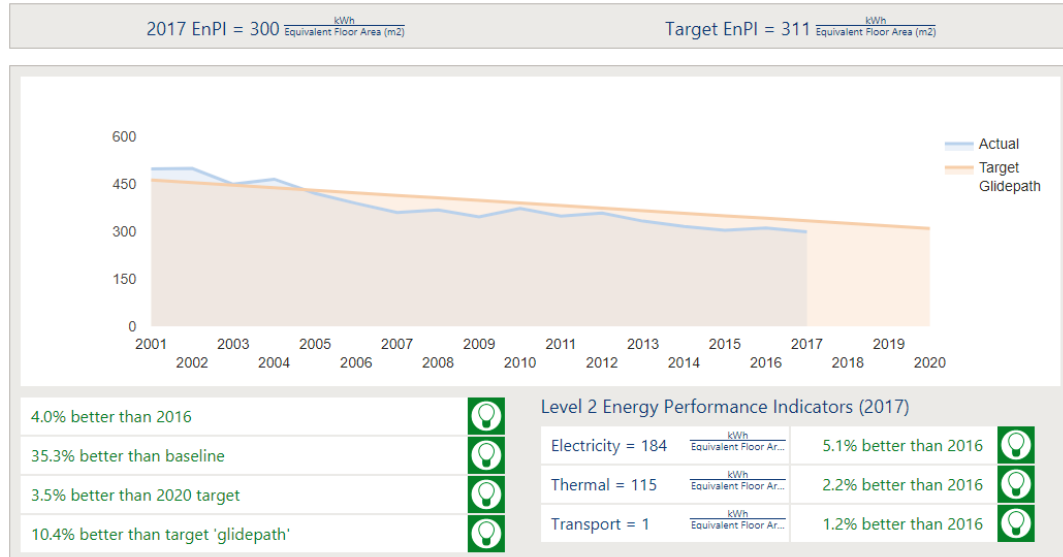 2017 EnPI = 300 kWh / Equivalent Floor Area (m2)
Target EnPI = 311 kWh / Equivalent Floor Area (m2)
600
450
300
150
0
Actual
Target
Glidepath
2001 2003 2005 2007 2009 2011 2013 2015 2017 2019
2002 2004 2006 2008 2010 2012 2014 2016 2018 2020
4.0% better than 2016
35.3% better than baseline
3.5% better than 2020 target
10.4% better than target 'glidepath'
Level 2 Energy Performance Indicators (2017)
Electricity = 184 kWh / Equivalent Floor Ar... 5.1% better than 2016
Thermal = 115 kWh / Equivalent Floor Ar... 2.2% better than 2016
Transport = 1 kWh / Equivalent Floor Ar... 1.2% better than 2016